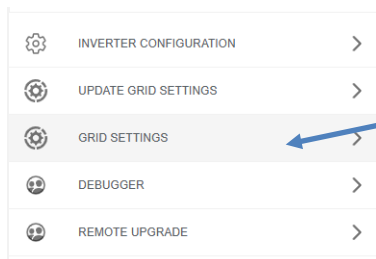 INVERTER CONFIGURATION
UPDATE GRID SETTINGS
GRID SETTINGS
DEBUGGER
REMOTE UPGRADE